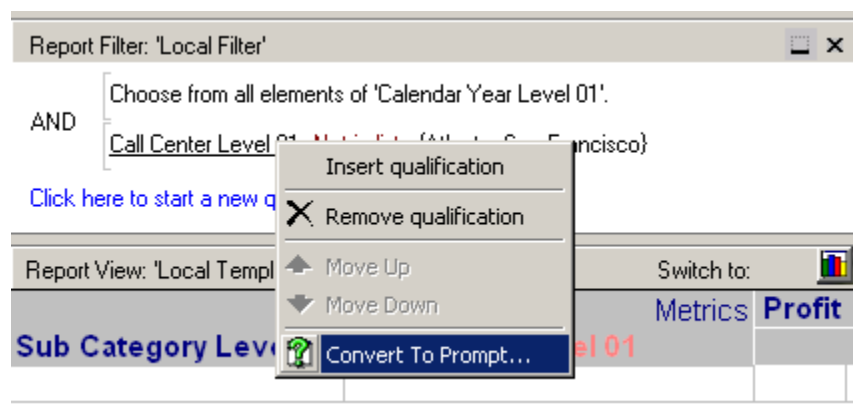 Report Filter: 'Local Filter'
Choose from all elements of 'Calendar Year Level 01'.
AND
Call Center Level
Insert qualification
Click here to start a new q
Remove qualification
Report View: 'Local Templ
Move Up
Switch to:
Move Down
Metrics Profit
Sub Category Leve el 01
Convert To Prompt...